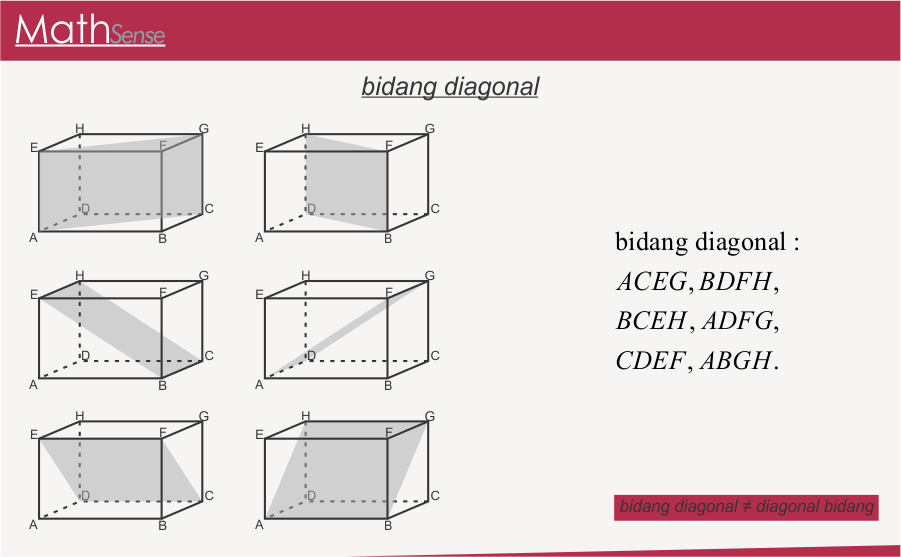 MathSense
bidang diagonal
H G
E F
D C
A B
H G
E F
D C
A B
H G
E F
D C
A B
H G
E F
D C
A B
H G
E F
D C
A B
H G
E F
D C
A B
bidang diagonal :
ACEG, BDFH,
BCEH, ADFG,
CDEF, ABGH.
bidang diagonal ≠ diagonal bidang